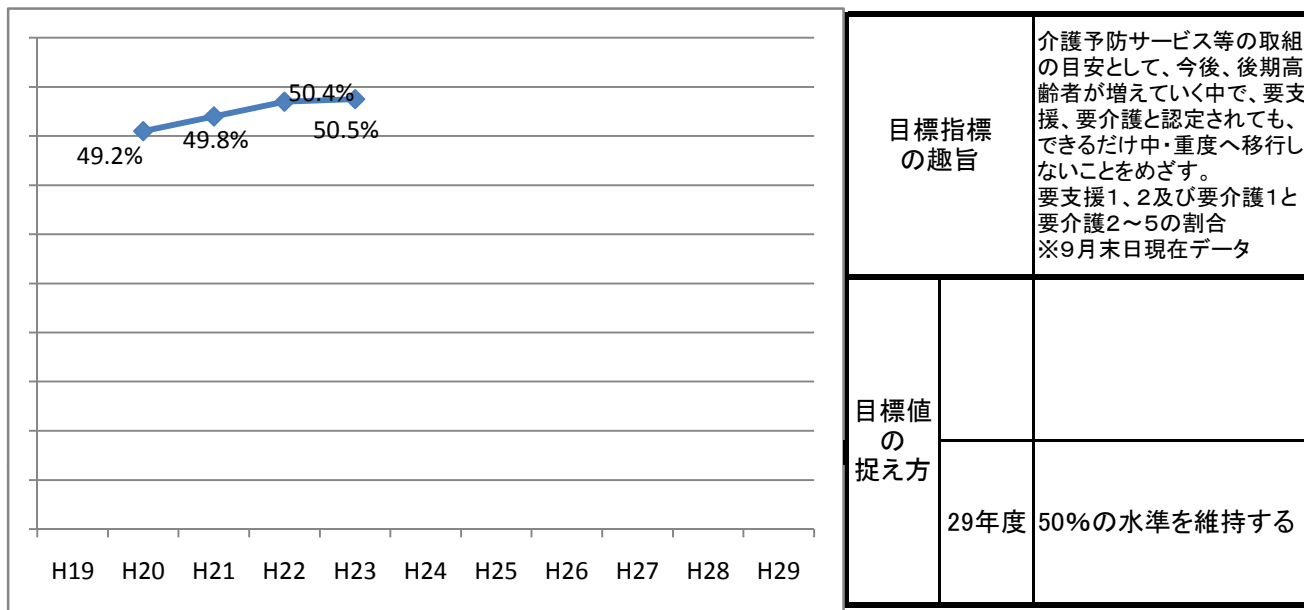 49.2%
49.8%
50.4%
50.5%
H19 H20 H21 H22 H23 H24 H25 H26 H27 H28 H29
目標指標
の趣旨
介護予防サービス等の取組
の目安として、今後、後期高
齢者が増えていく中で、要支
援、要介護と認定されても、
できるだけ中・重度へ移行し
ないことをめざす。
要支援１、２及び要介護１と
要介護２～５の割合
※９月末日現在データ
目標値
の
捉え方
29年度
50％の水準を維持する